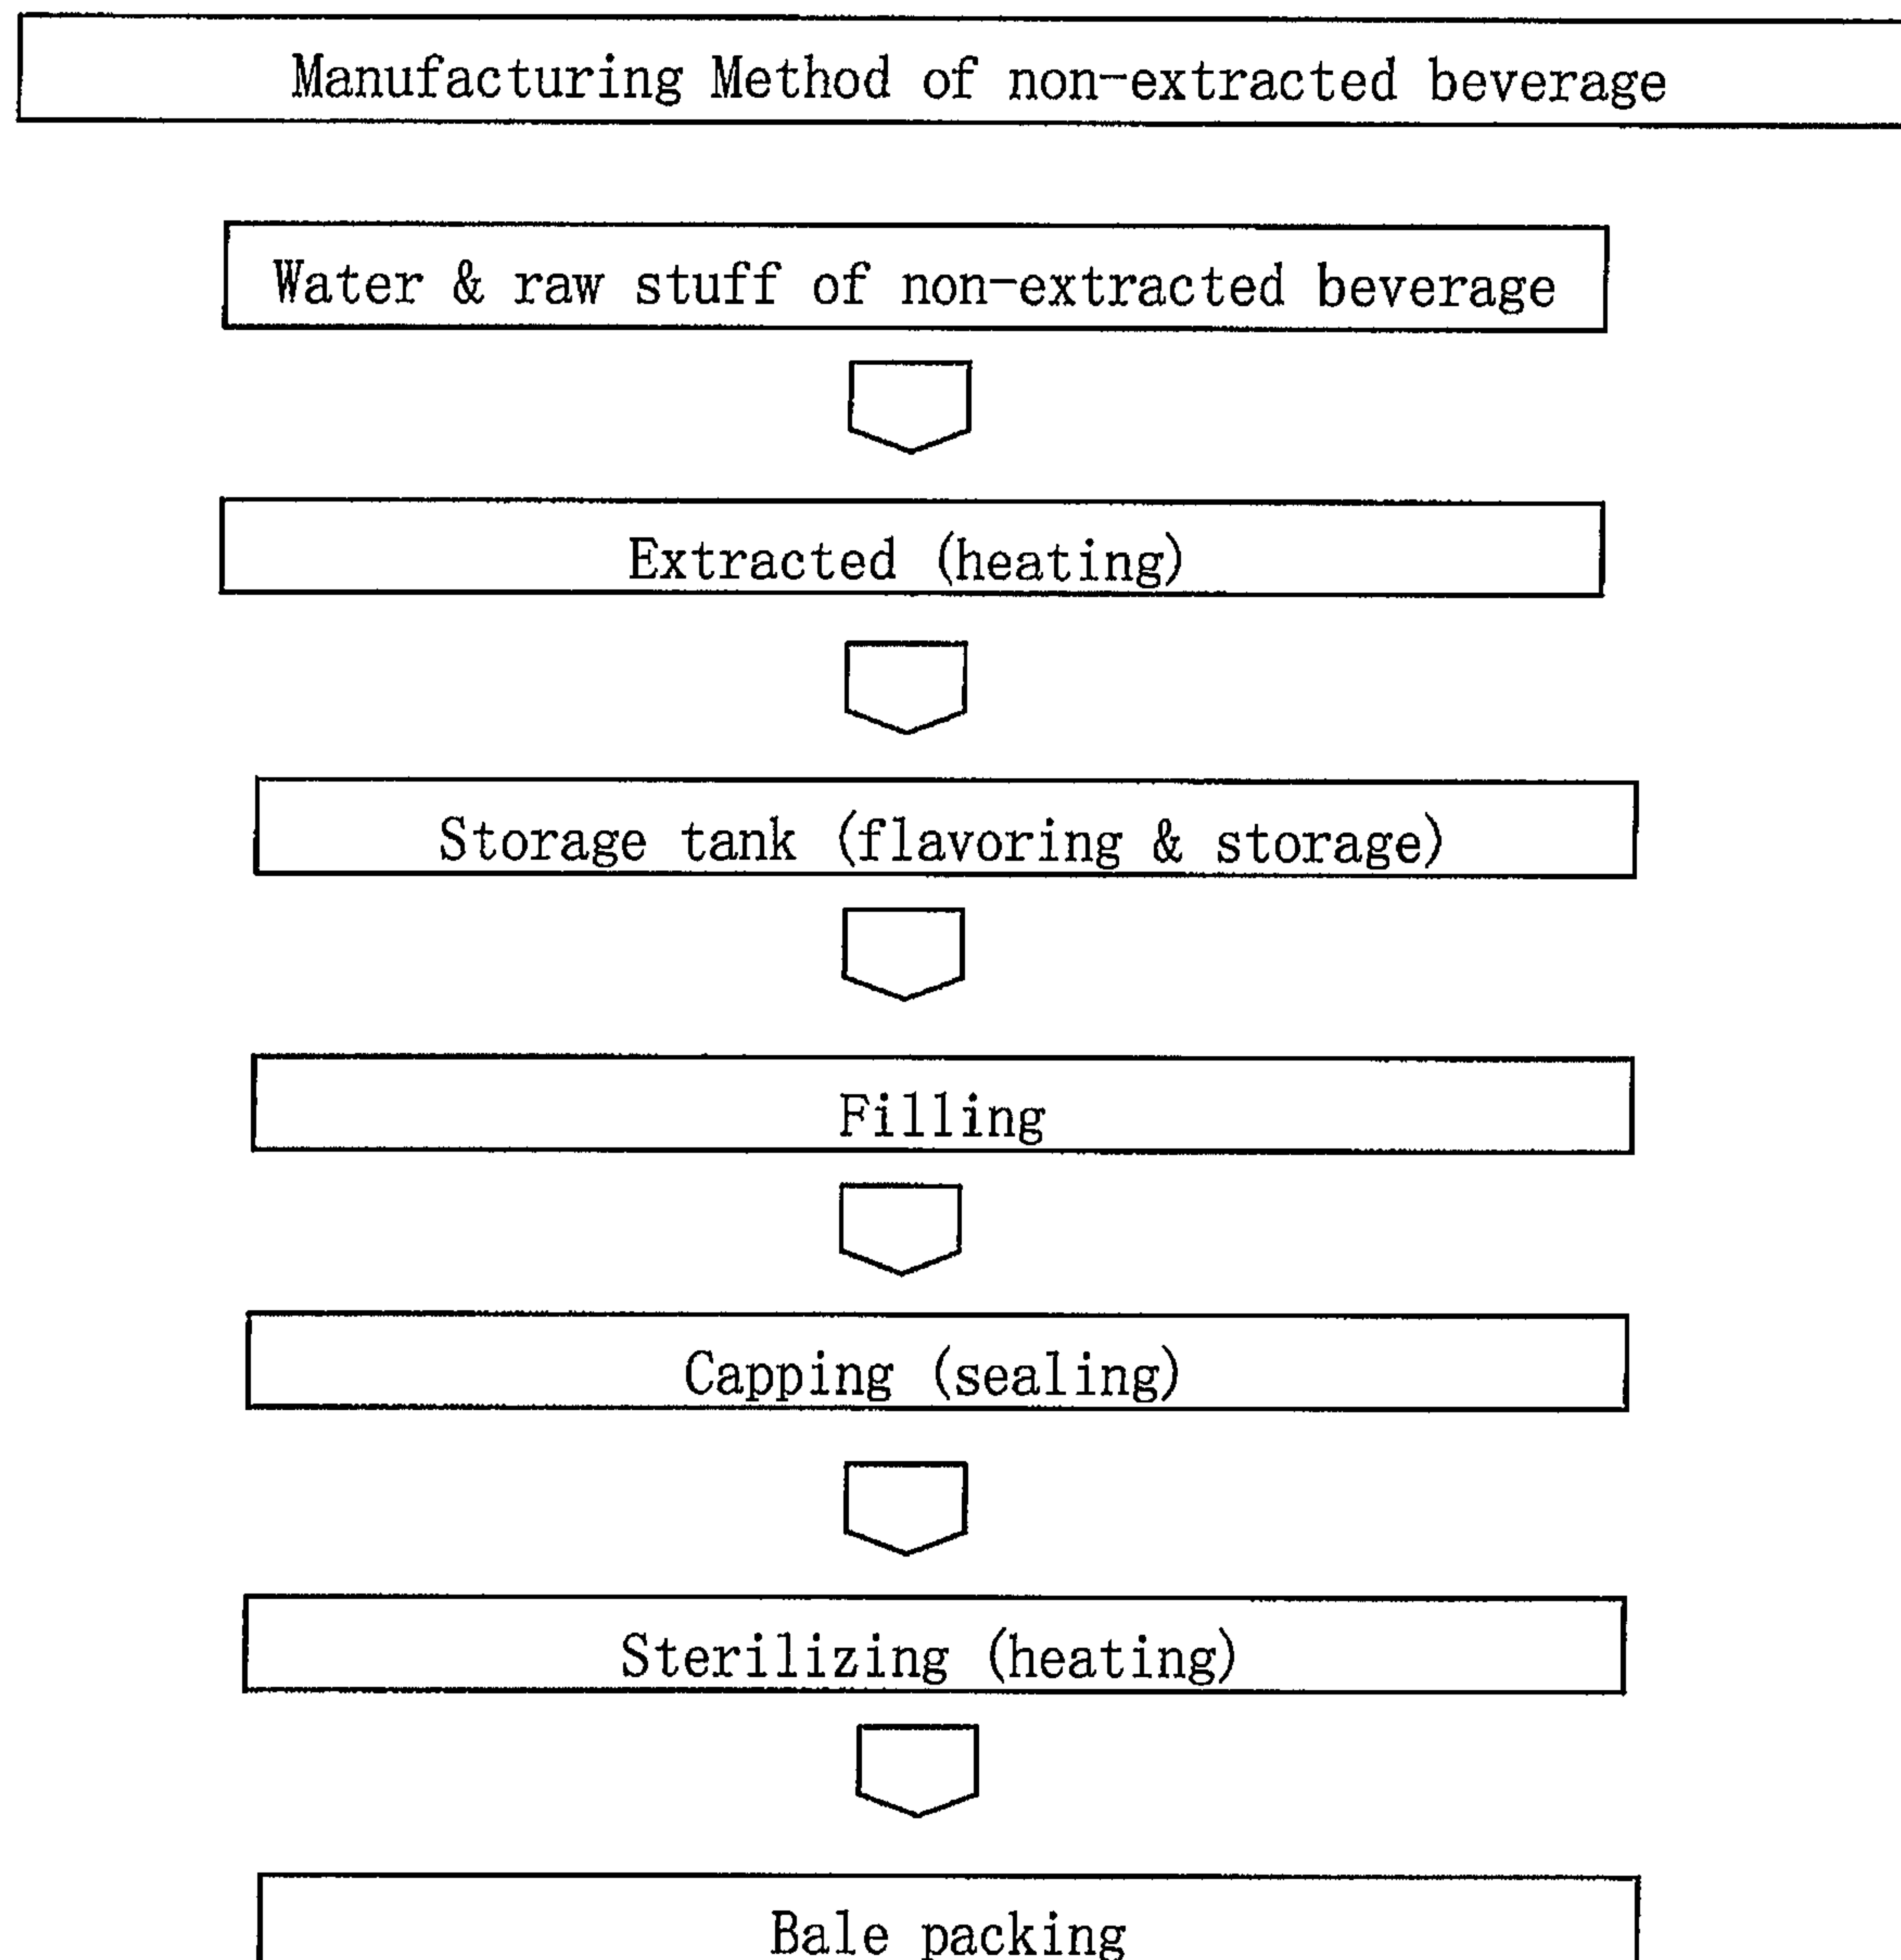 Manufacturing Method of non-extracted beverage
Water & raw stuff of non-extracted beverage
Extracted (heating)
Storage tank (flavoring & storage)
Filling
Capping (sealing)
Sterilizing (heating)
Bale packing